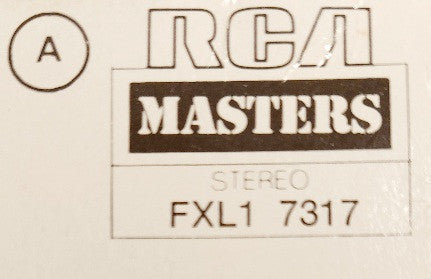 A
RCA
MASTERS
STEREO
FXL1 7317